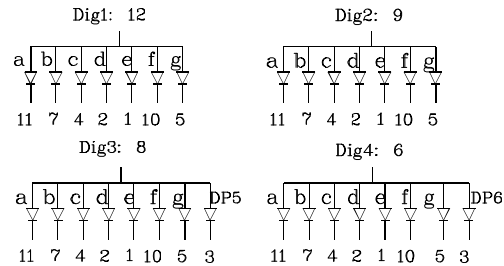 Dig1: 12
Dig2: 9
a b c d e f g
a b c d e f g
11 7 4 2 1 10 5
11 7 4 2 1 10 5
Dig3: 8
Dig4: 6
a b c d e f g DP5
a b c d e f g DP6
11 7 4 2 1 10 5 3
11 7 4 2 1 10 5 3